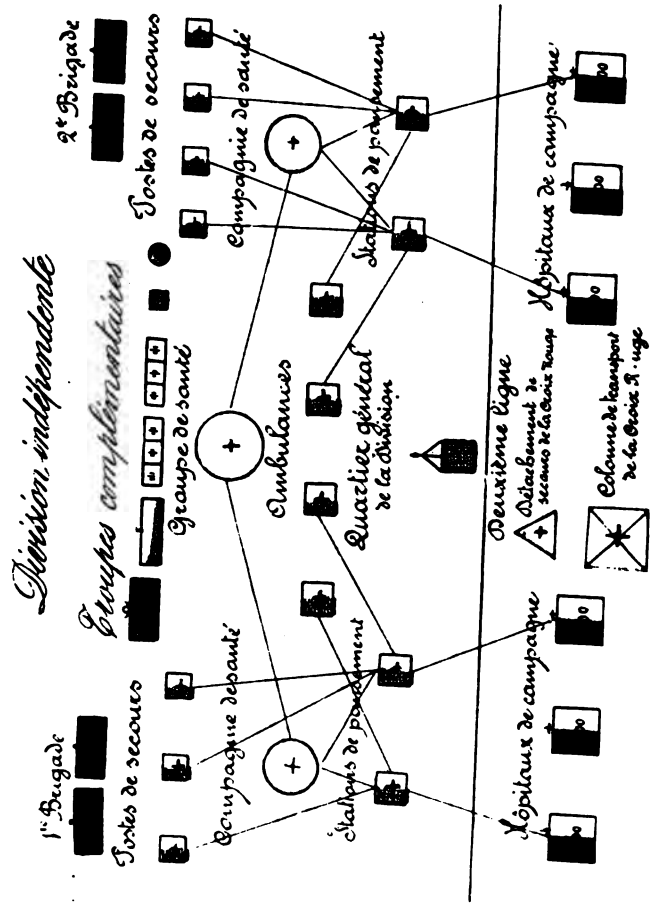 Division indépendente
1re Brigade
Troupes complémentaires
2e Brigade
Postes de secours
Groupe de santé
Postes de secours
Compagnie de santé
Compagnie de santé
Ambulances
Stations de pansement
Quartier général
de la Division
Stations de pansement
Deuxième ligne
Hôpitaux de campagne
Détachement de
secours de la Croix Rouge
Hôpitaux de campagne
Colonne de transport
de la Croix R uge